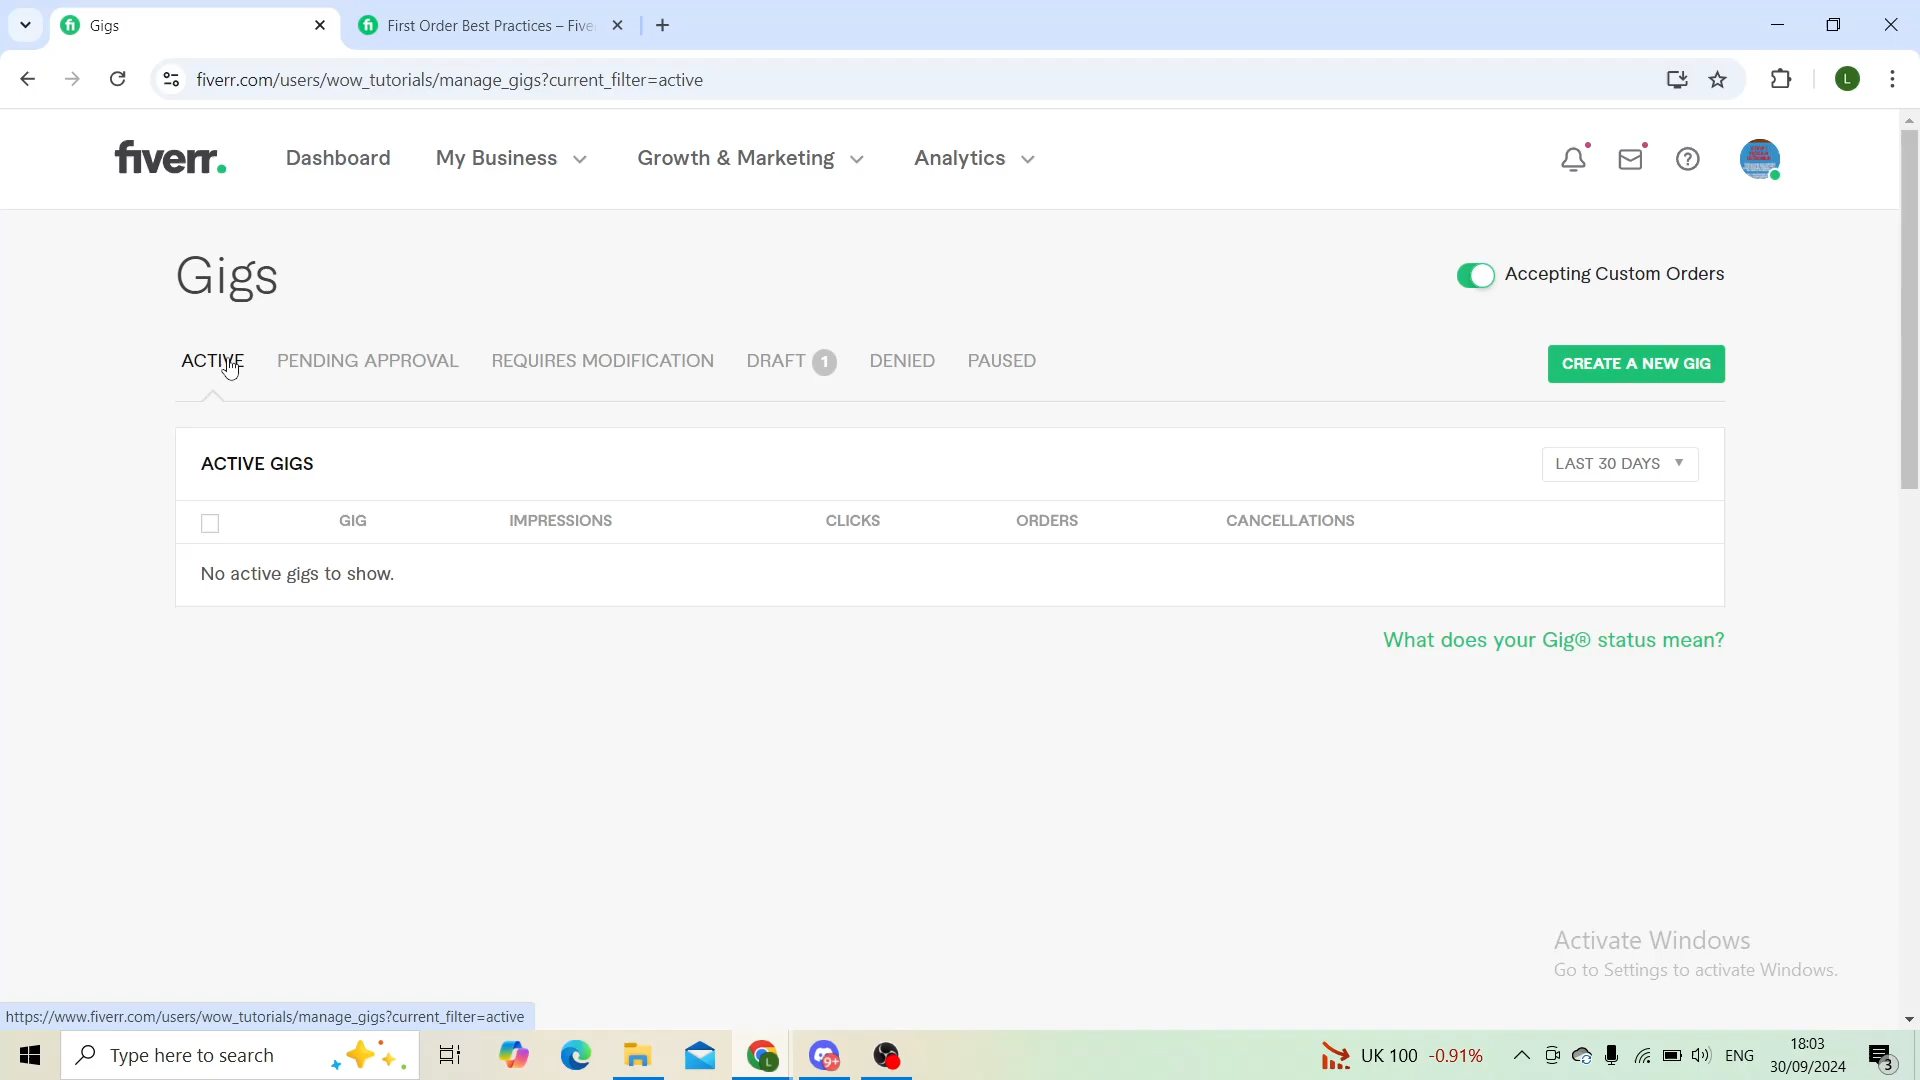 Gigs
First Order Best Practices – Five
fiverr.com/users/wow_tutorials/manage_gigs?current_filter=active
L
fiverr.
Dashboard
My Business
Growth & Marketing
Analytics
Gigs
Accepting Custom Orders
ACTIVE
PENDING APPROVAL
REQUIRES MODIFICATION
DRAFT 1
DENIED
PAUSED
CREATE A NEW GIG
ACTIVE GIGS
LAST 30 DAYS
GIG
IMPRESSIONS
CLICKS
ORDERS
CANCELLATIONS
No active gigs to show.
What does your Gig® status mean?
Activate Windows
Go to Settings to activate Windows.
https://www.fiverr.com/users/wow_tutorials/manage_gigs?current_filter=active
Type here to search
L
9+
UK 100 -0.91%
ENG
18:03
30/09/2024
3